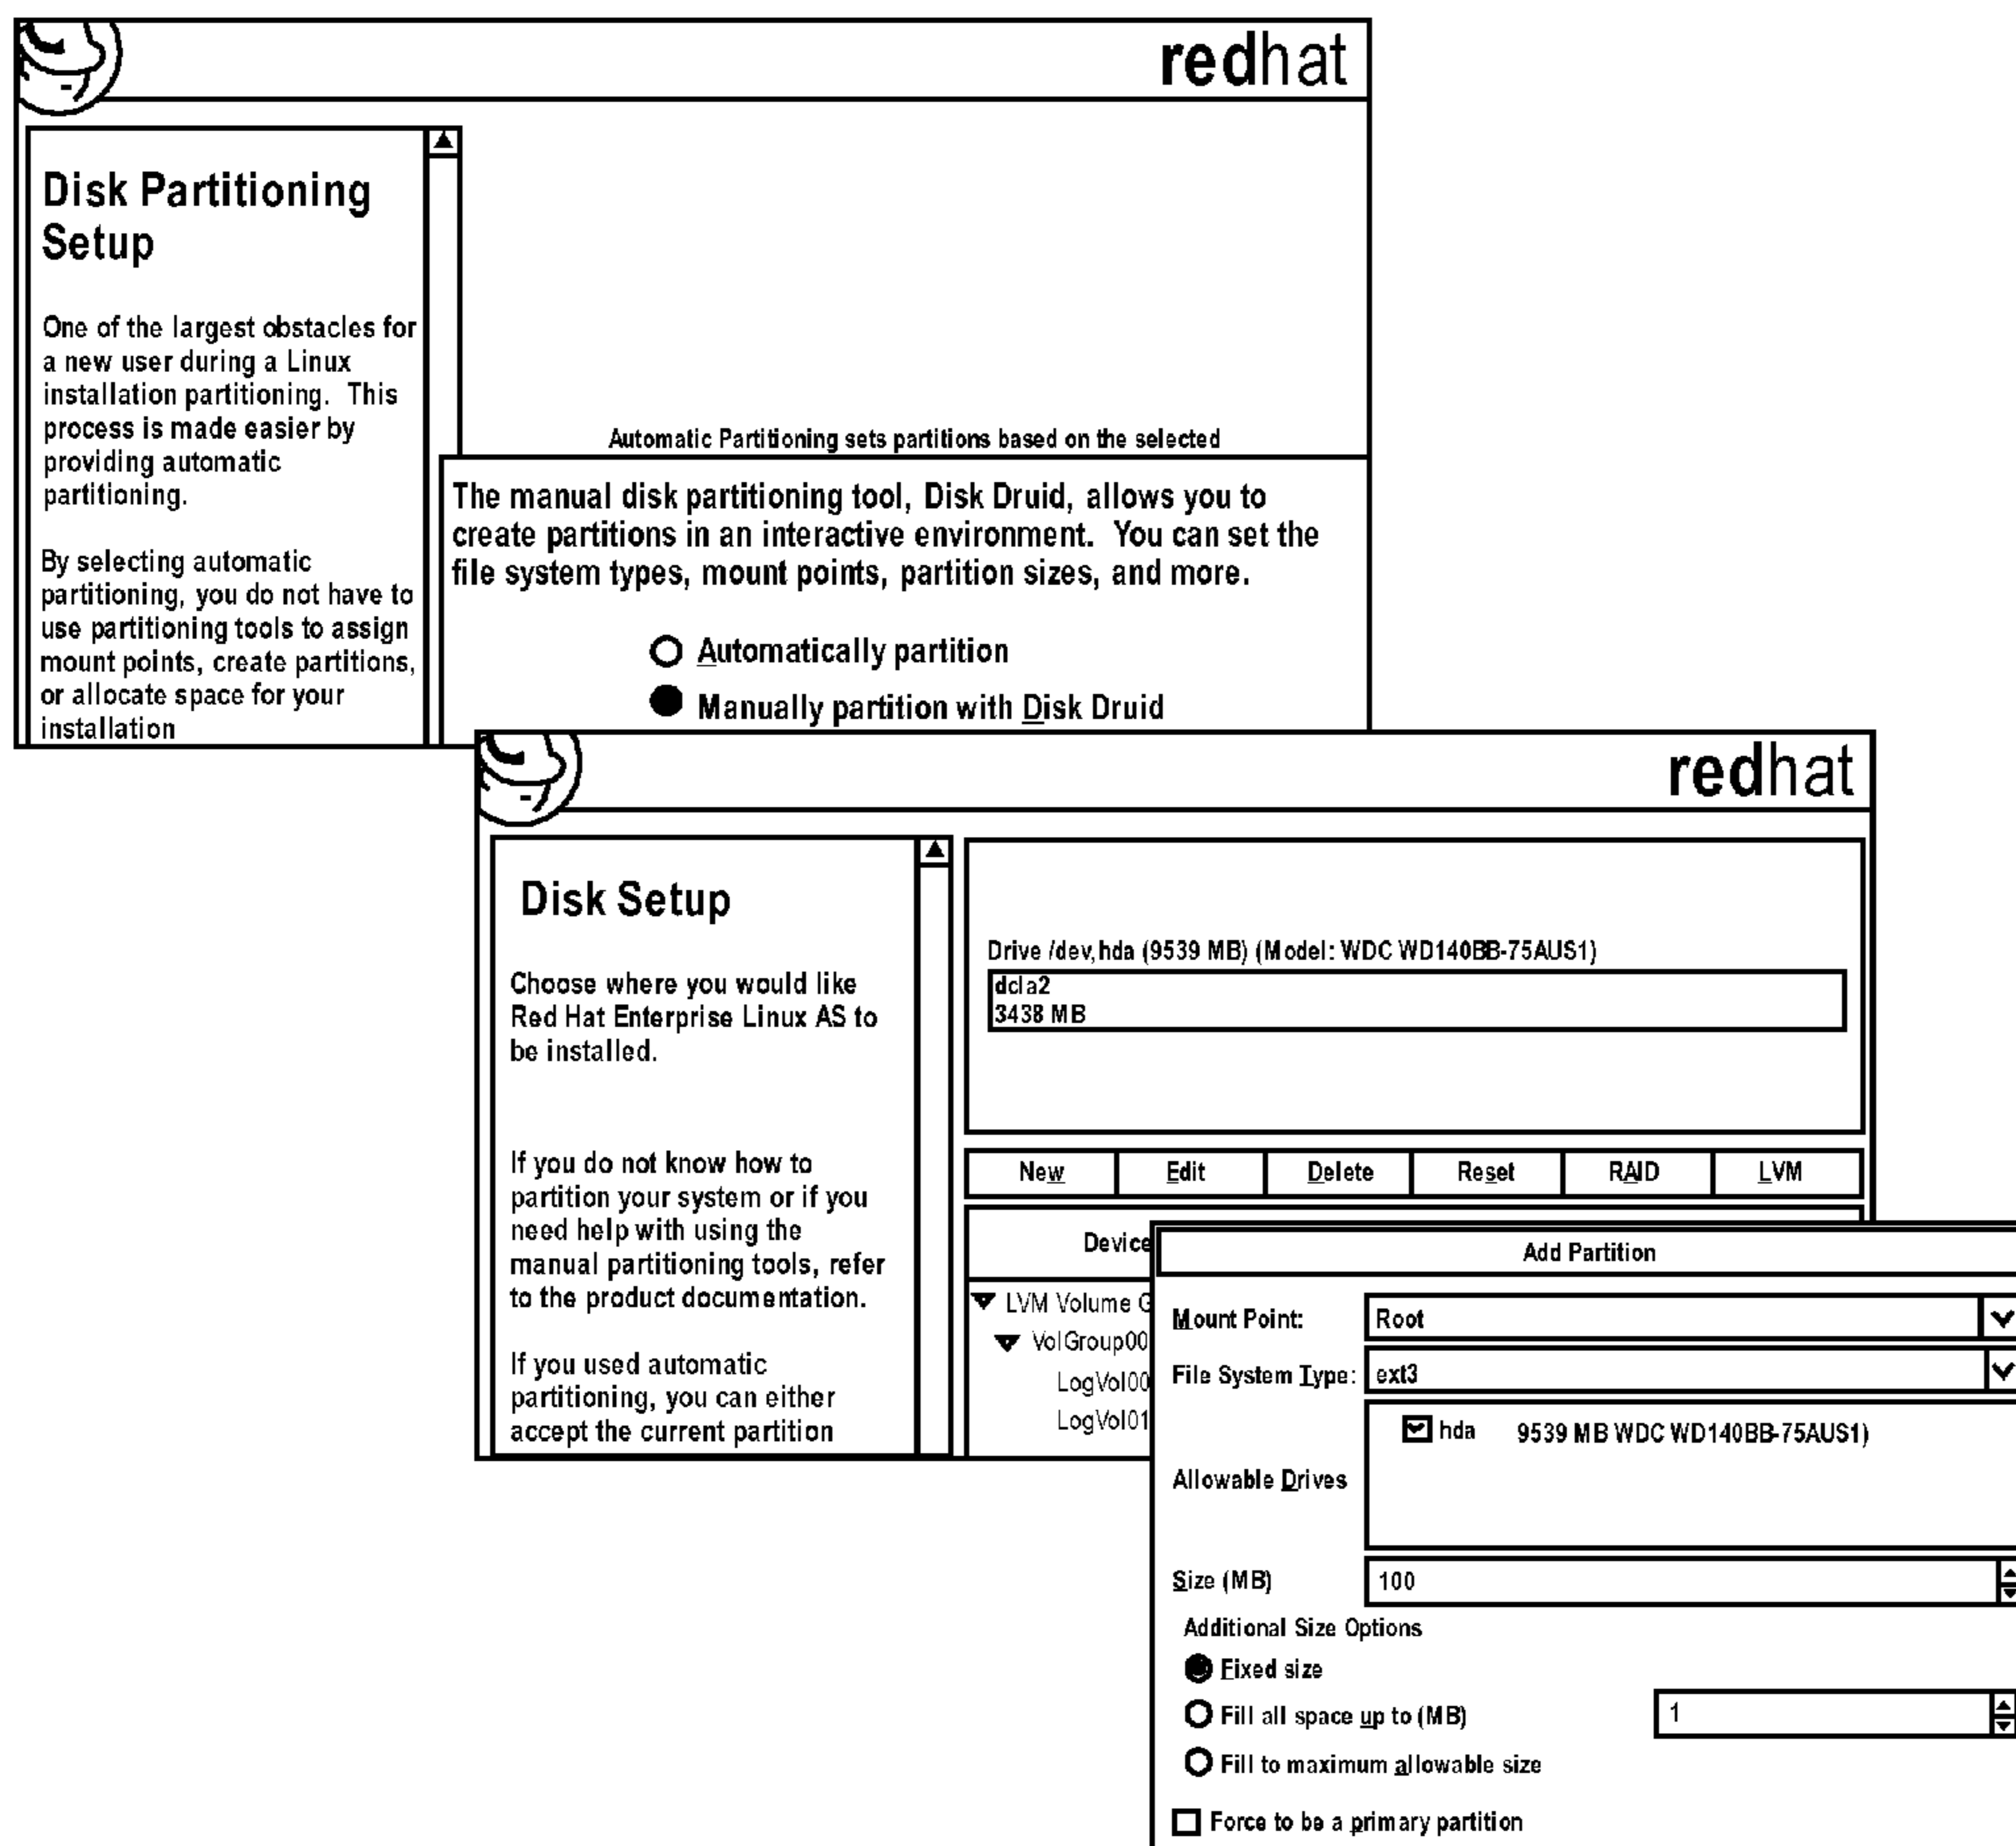 redhat
Disk Partitioning
Setup
One of the largest obstacles for
a new user during a Linux
installation partitioning. This
process is made easier by
providing automatic
partitioning.
By selecting automatic
partitioning, you do not have to
use partitioning tools to assign
mount points, create partitions,
or allocate space for your
installation
Automatic Partitioning sets partitions based on the selected
The manual disk partitioning tool, Disk Druid, allows you to
create partitions in an interactive environment. You can set the
file system types, mount points, partition sizes, and more.
Automatically partition
Manually partition with Disk Druid
redhat
Disk Setup
Choose where you would like
Red Hat Enterprise Linux AS to
be installed.
If you do not know how to
partition your system or if you
need help with using the
manual partitioning tools, refer
to the product documentation.
If you used automatic
partitioning, you can either
accept the current partition
Drive /dev,hda (9539 MB) (Model: WDC WD140BB-75AUS1)
dcla2
3438 MB
New Edit Delete Reset RAID LVM
Device
LVM Volume G
VolGroup00
LogVol00
LogVol01
Add Partition
Mount Point: Root
File System Type: ext3
hda 9539 MB WDC WD140BB-75AUS1)
Allowable Drives
Size (MB) 100
Additional Size Options
Fixed size
Fill all space up to (MB) 1
Fill to maximum allowable size
Force to be a primary partition